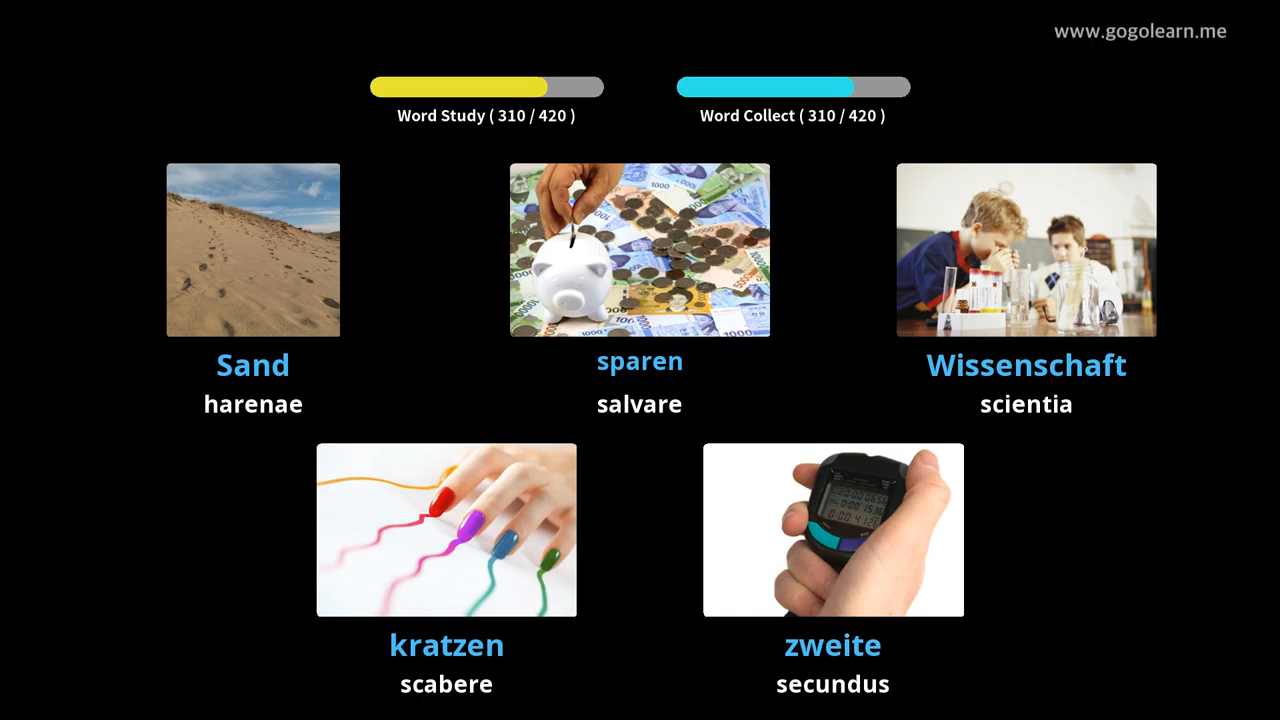 www.gogolearn.me
Word Study ( 310 / 420 )
Word Collect ( 310 / 420 )
Sand
harenae
sparen
salvare
Wissenschaft
scientia
kratzen
scabere
zweite
secundus